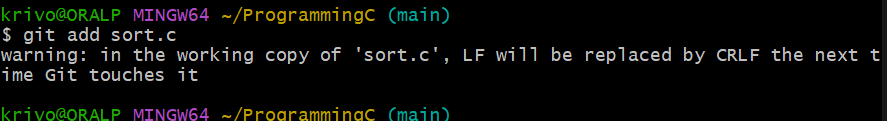 krivo@ORALP MINGW64 ~/ProgrammingC (main)
$ git add sort.c
warning: in the working copy of 'sort.c', LF will be replaced by CRLF the next t
ime Git touches it
krivo@ORALP MINGW64 ~/ProgrammingC (main)